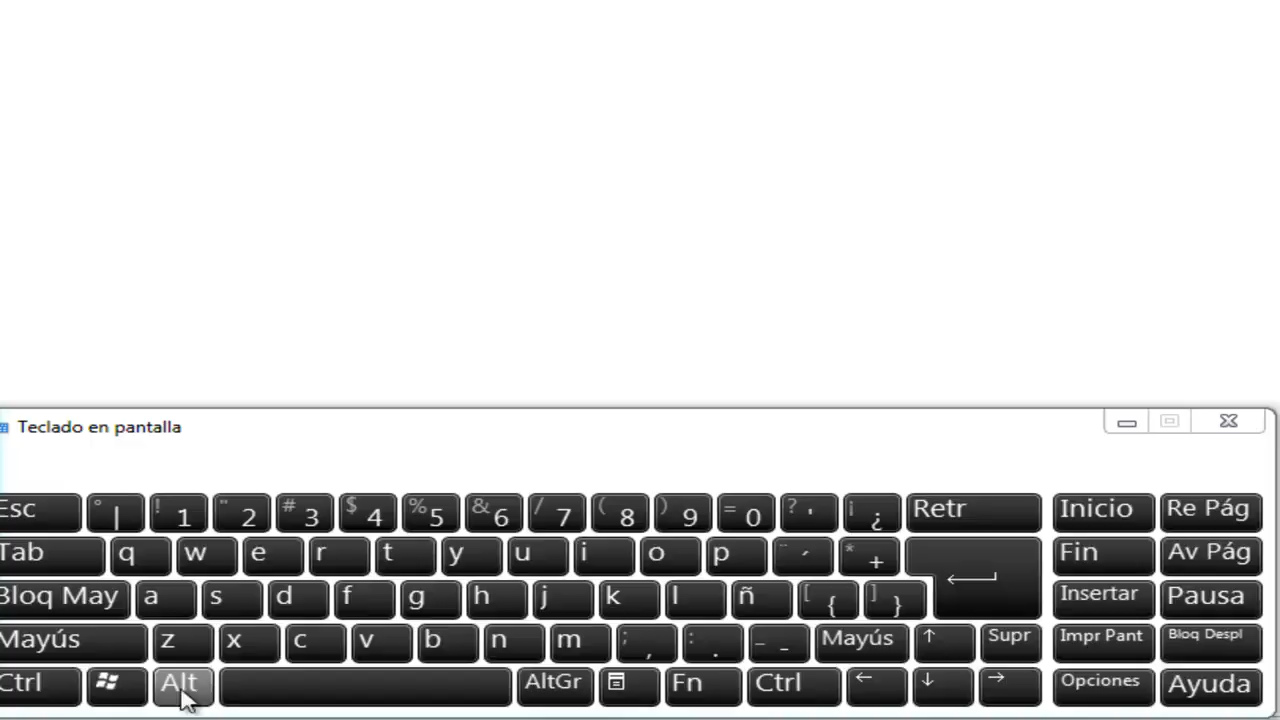 Teclado en pantalla
Esc ° | ! 1 " 2 # 3 $ 4 % 5 & 6 / 7 ( 8 ) 9 = 0 ? ' ¡ ¿ Retr Inicio Re Pág
Tab q w e r t y u i o p ¨ ´ * + Fin Av Pág
Bloq May a s d f g h j k l ñ [ { ] } Insertar Pausa
Mayús z x c v b n m ; , : . _ - Mayús ↑ Supr Impr Pant Bloq Despl
Ctrl Alt AltGr Fn Ctrl ← ↓ → Opciones Ayuda